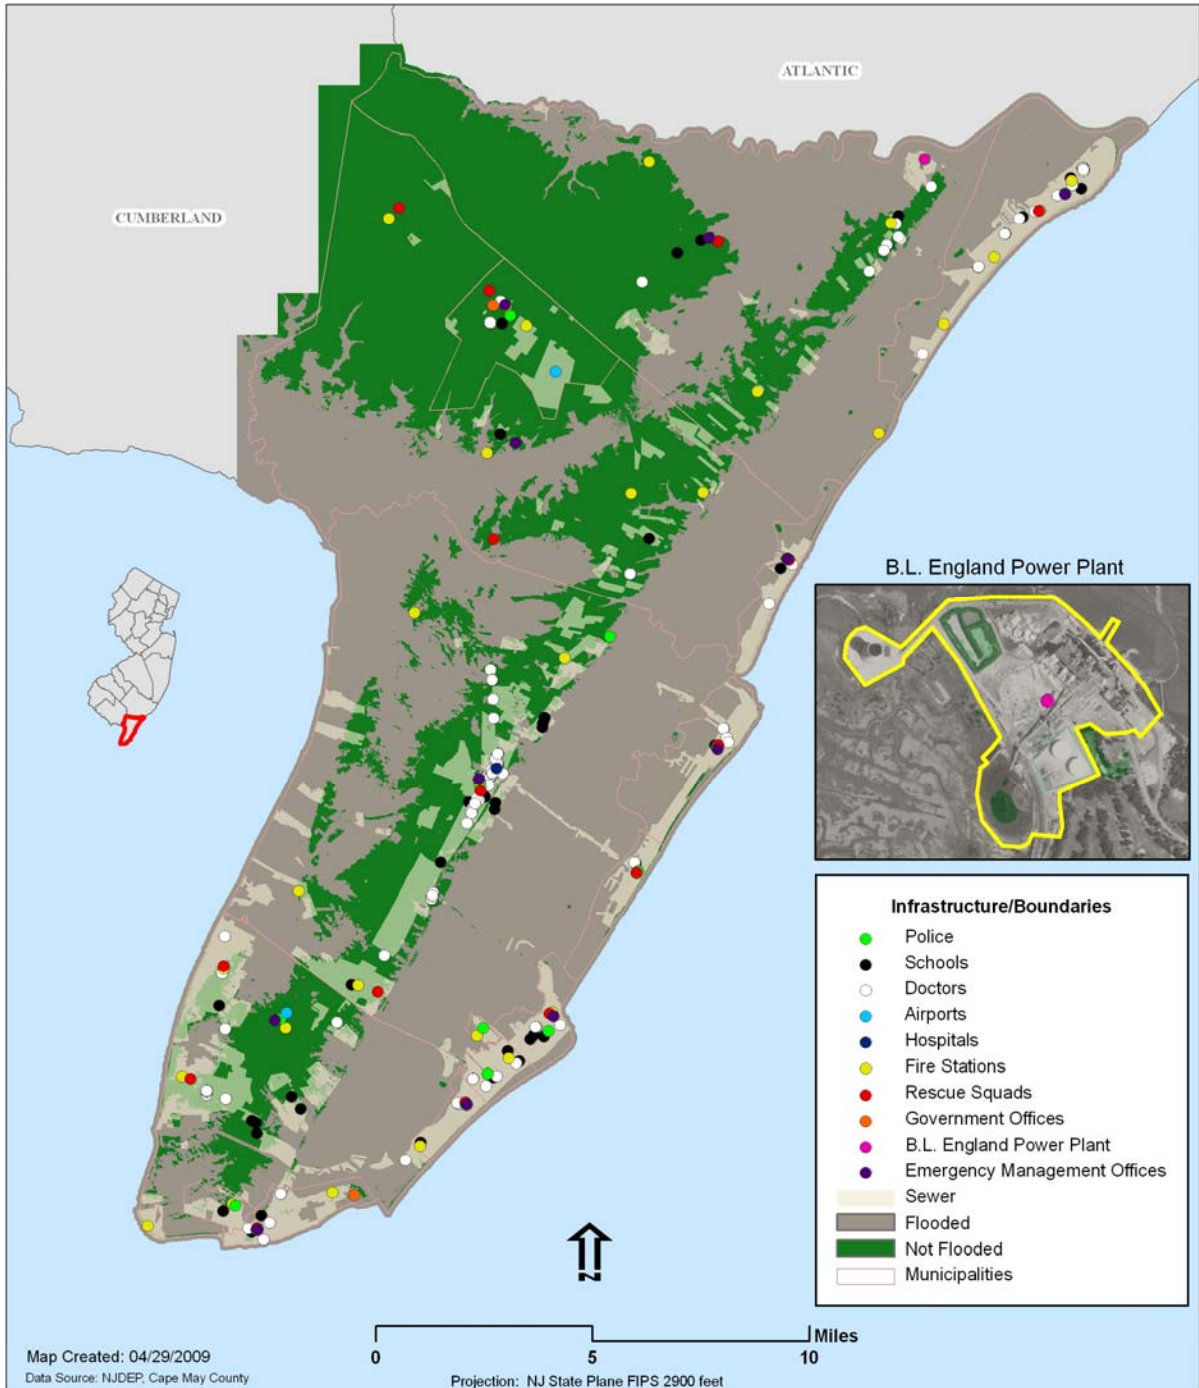 ATLANTIC
CUMBERLAND
B.L. England Power Plant
Infrastructure/Boundaries
Police
Schools
Doctors
Airports
Hospitals
Fire Stations
Rescue Squads
Government Offices
B.L. England Power Plant
Emergency Management Offices
Sewer
Flooded
Not Flooded
Municipalities
N
Miles
0 5 10
Map Created: 04/29/2009
Data Source: NJDEP, Cape May County
Projection: NJ State Plane FIPS 2900 feet